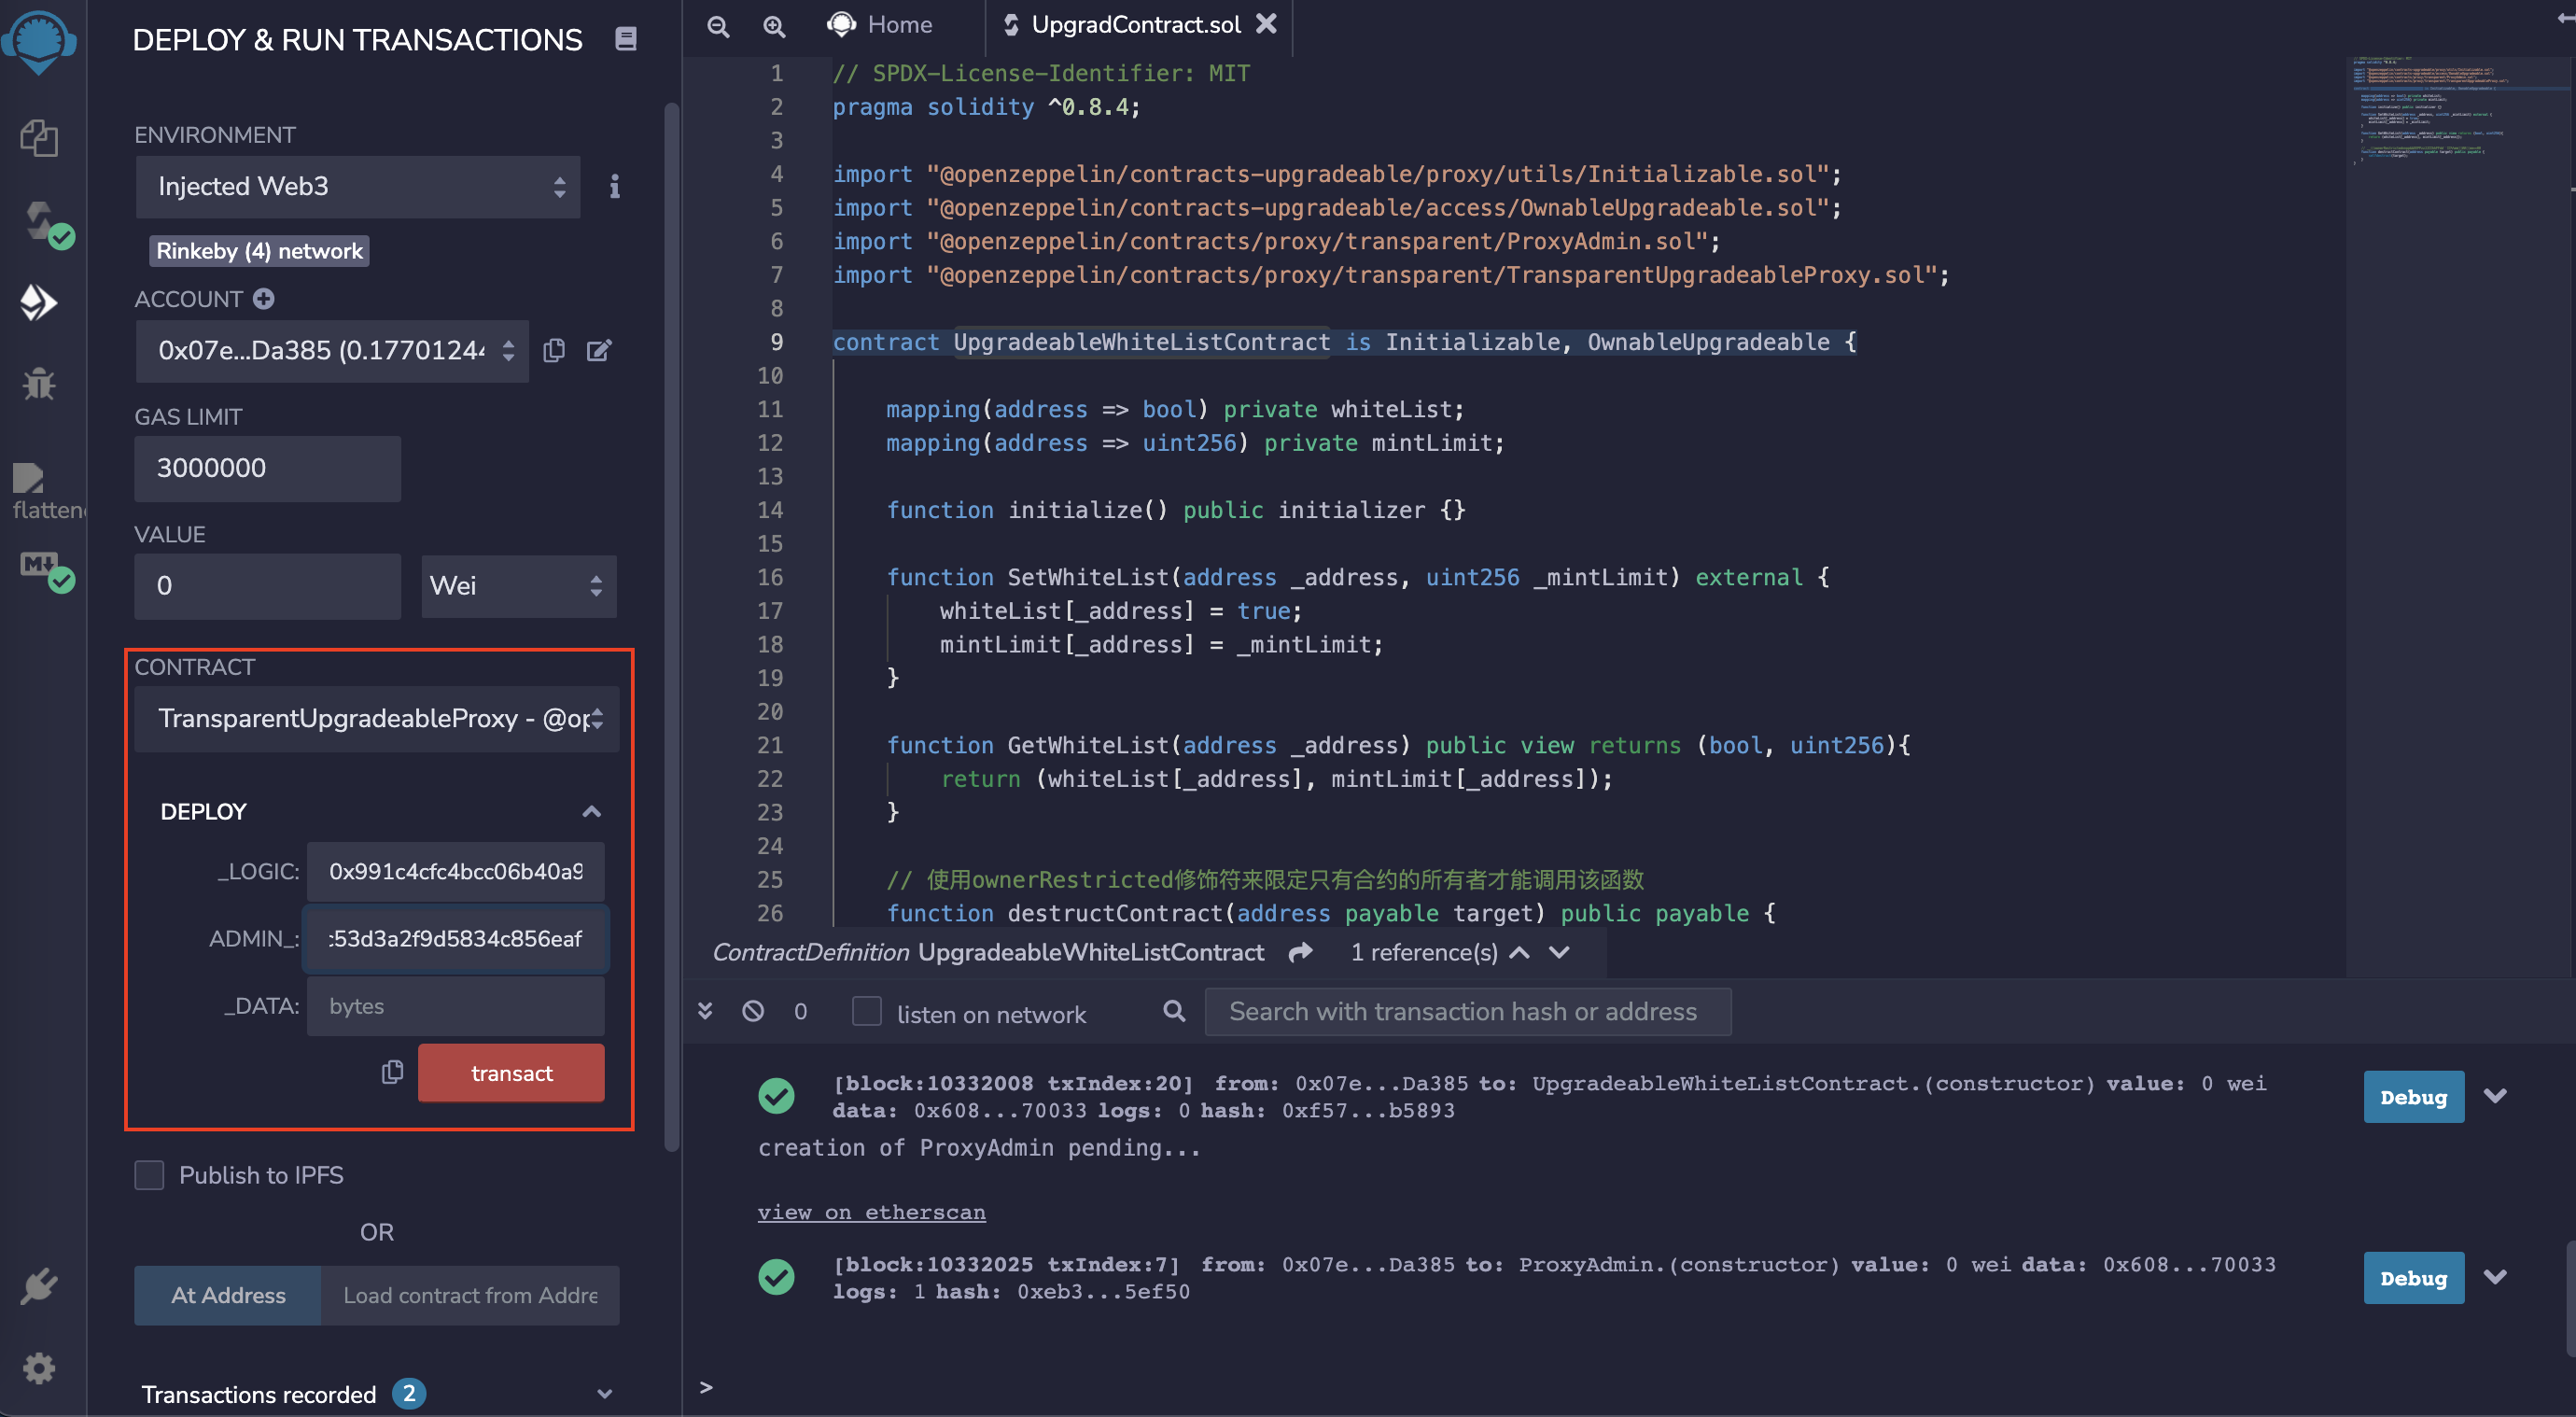 DEPLOY & RUN TRANSACTIONS
ENVIRONMENT
Injected Web3
Rinkeby (4) network
ACCOUNT
0x07e...Da385 (0.17701244
GAS LIMIT
3000000
VALUE
0
Wei
CONTRACT
TransparentUpgradeableProxy - @op
DEPLOY
_LOGIC: 0x991c4cfc4bcc06b40a9
ADMIN_: :53d3a2f9d5834c856eaf
_DATA: bytes
transact
Publish to IPFS
OR
At Address
Load contract from Addre
Transactions recorded 2
flattene
M
Home
UpgradContract.sol
1 // SPDX-License-Identifier: MIT
2 pragma solidity ^0.8.4;
3
4 import "@openzeppelin/contracts-upgradeable/proxy/utils/Initializable.sol";
5 import "@openzeppelin/contracts-upgradeable/access/OwnableUpgradeable.sol";
6 import "@openzeppelin/contracts/proxy/transparent/ProxyAdmin.sol";
7 import "@openzeppelin/contracts/proxy/transparent/TransparentUpgradeableProxy.sol";
8
9 contract UpgradeableWhiteListContract is Initializable, OwnableUpgradeable {
10
11 mapping(address => bool) private whiteList;
12 mapping(address => uint256) private mintLimit;
13
14 function initialize() public initializer {}
15
16 function SetWhiteList(address _address, uint256 _mintLimit) external {
17 whiteList[_address] = true;
18 mintLimit[_address] = _mintLimit;
19 }
20
21 function GetWhiteList(address _address) public view returns (bool, uint256){
22 return (whiteList[_address], mintLimit[_address]);
23 }
24
25 // 使用ownerRestricted修饰符来限定只有合约的所有者才能调用该函数
26 function destructContract(address payable target) public payable {
ContractDefinition UpgradeableWhiteListContract 1 reference(s)
0 listen on network Search with transaction hash or address
[block:10332008 txIndex:20] from: 0x07e...Da385 to: UpgradeableWhiteListContract.(constructor) value: 0 wei
data: 0x608...70033 logs: 0 hash: 0xf57...b5893
Debug
creation of ProxyAdmin pending...
view on etherscan
[block:10332025 txIndex:7] from: 0x07e...Da385 to: ProxyAdmin.(constructor) value: 0 wei data: 0x608...70033
logs: 1 hash: 0xeb3...5ef50
Debug
>